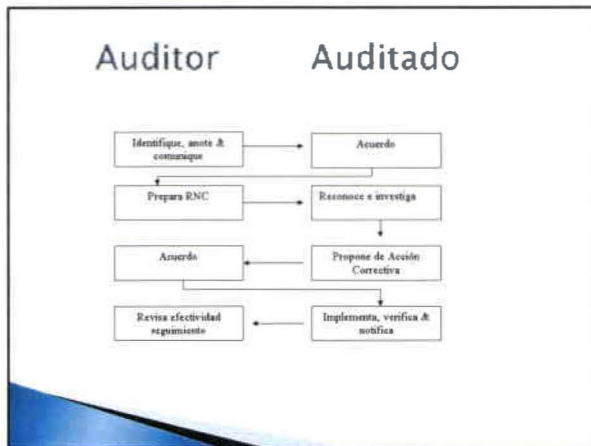 Auditor Auditado
Identifique, anote &
comunique
Acuerdo
Prepara RNC
Reconoce e investiga
Acuerdo
Propone de Acción
Correctiva
Revisa efectividad
seguimiento
Implementa, verifica &
notifica